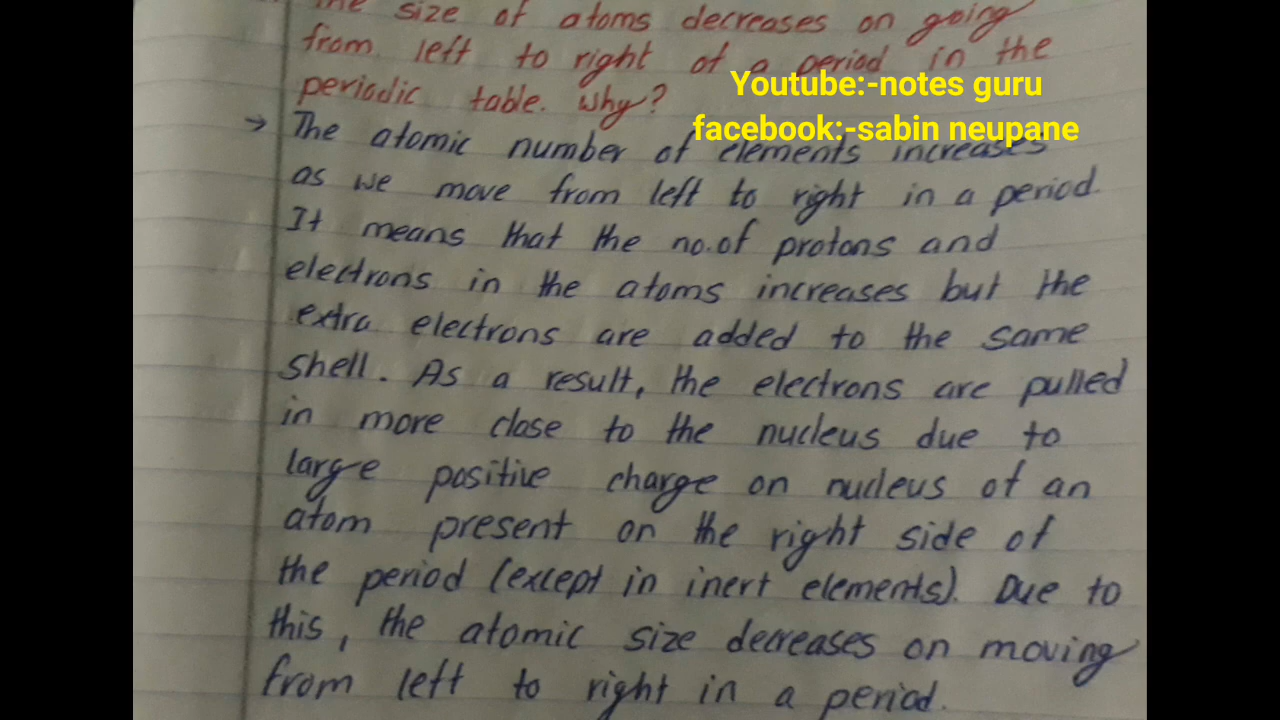 The size of atoms decreases on going
from left to right of a period in the
periodic table. Why?
Youtube:-notes guru
facebook:-sabin neupane
→ The atomic number of elements increases
as we move from left to right in a period.
It means that the no.of protons and
electrons in the atoms increases but the
extra electrons are added to the same
shell. As a result, the electrons are pulled
in more close to the nucleus due to
large positive charge on nucleus of an
atom present on the right side of
the period (except in inert elements). Due to
this, the atomic size decreases on moving
from left to right in a period.